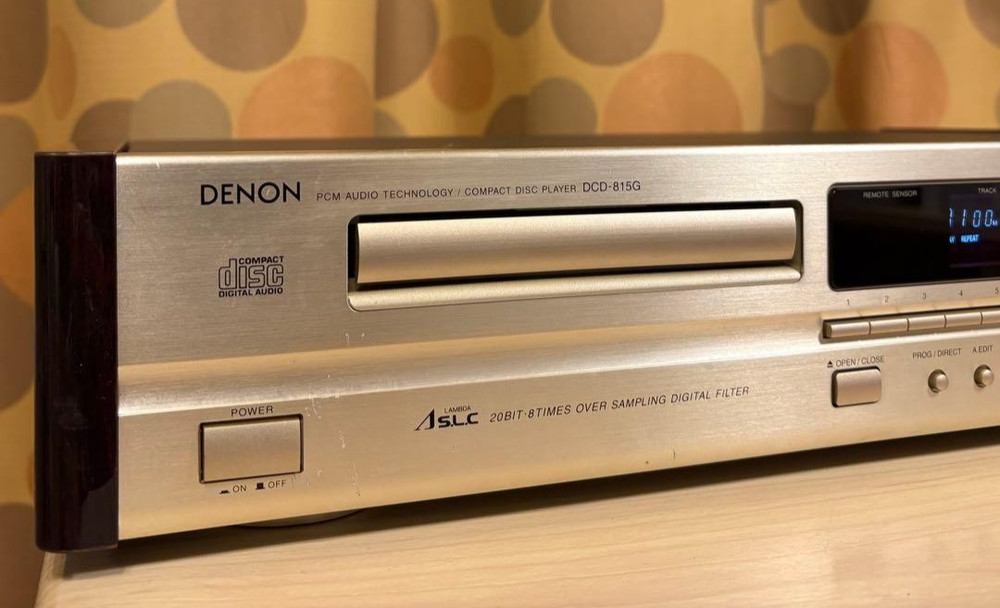 DENON PCM AUDIO TECHNOLOGY / COMPACT DISC PLAYER DCD-815G
REMOTE SENSOR TRACK
REPEAT
COMPACT
disc
DIGITAL AUDIO
1 2 3 4 5
OPEN/CLOSE PROG/DIRECT A.EDIT
LAMBDA
S.L.C 20BIT·8TIMES OVER SAMPLING DIGITAL FILTER
POWER
ON OFF